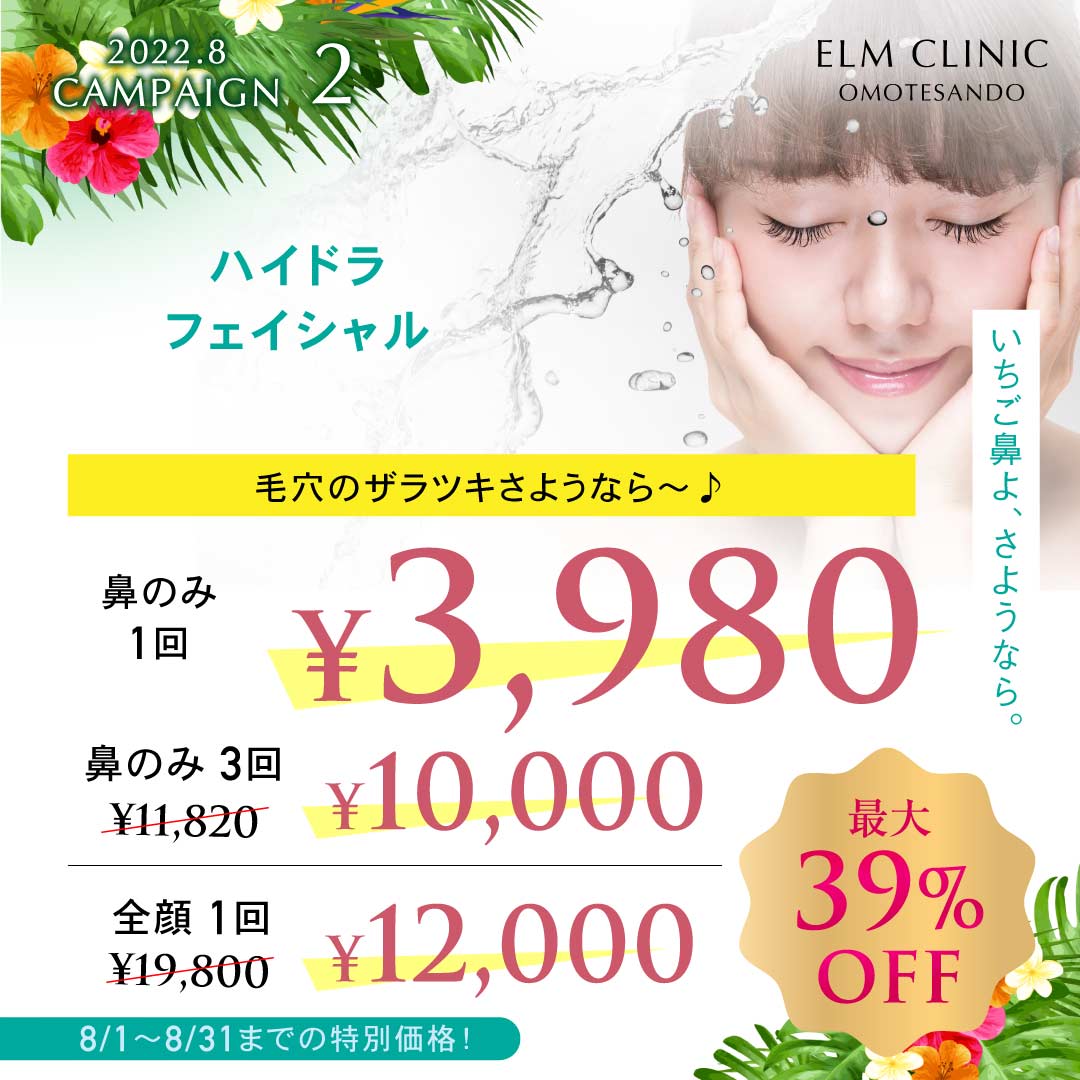 2022.8
CAMPAIGN 2
ELM CLINIC
OMOTESANDO
ハイドラ
フェイシャル
いちご鼻よ、さようなら。
毛穴のザラツキさようなら～♪
鼻のみ
1回
¥3,980
鼻のみ 3回
¥11,820
¥10,000
全顔 1回
¥19,800
¥12,000
最大
39%
OFF
8/1～8/31までの特別価格!